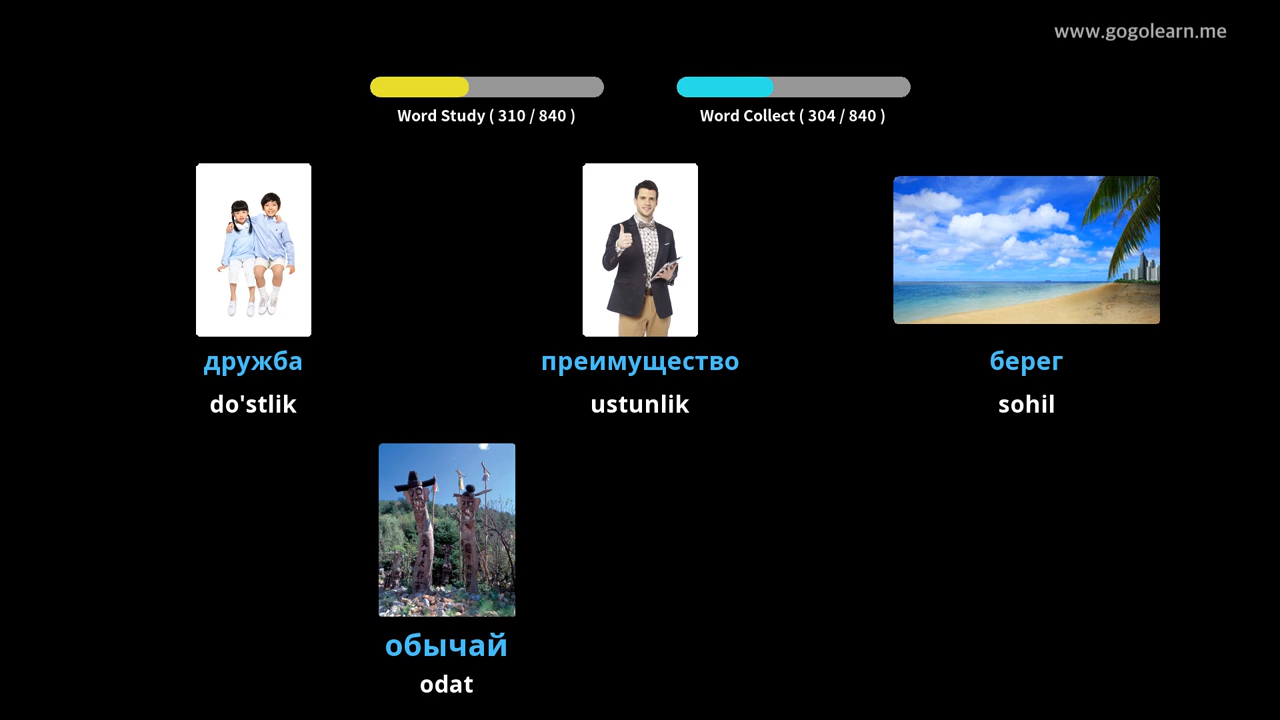 www.gogolearn.me
Word Study ( 310 / 840 )
Word Collect ( 304 / 840 )
дружба
do'stlik
преимущество
ustunlik
берег
sohil
обычай
odat